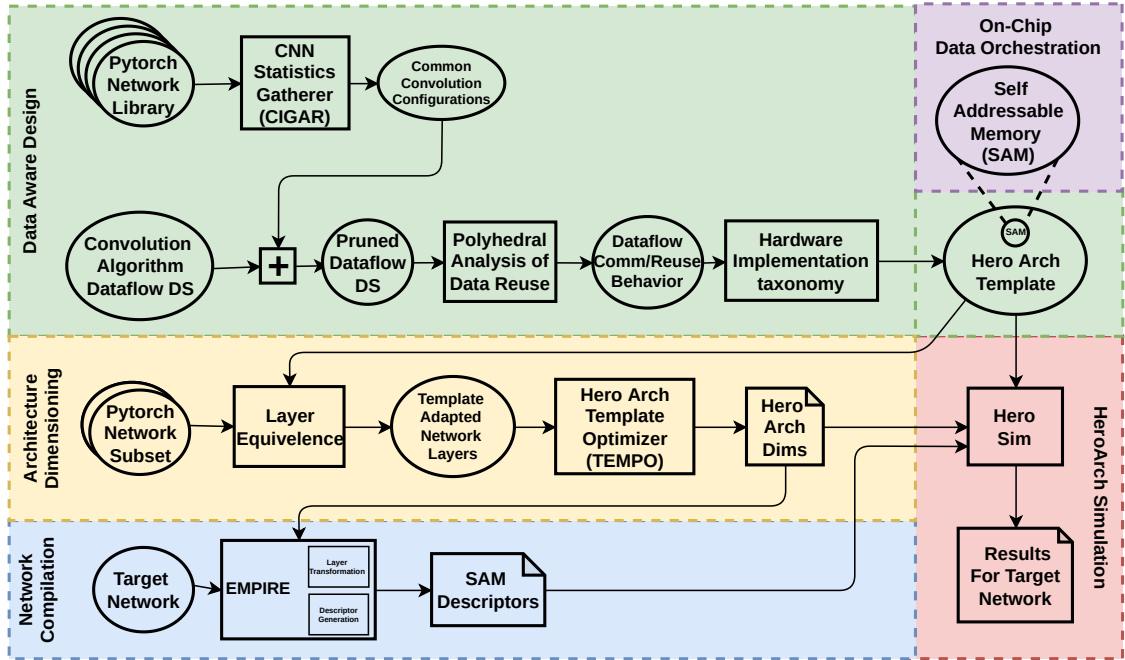 Data Aware Design
Pytorch
Network
Library
CNN
Statistics
Gatherer
(CIGAR)
Common
Convolution
Configurations
On-Chip
Data Orchestration
Self
Addressable
Memory
(SAM)
Convolution
Algorithm
Dataflow DS
+
Pruned
Dataflow
DS
Polyhedral
Analysis of
Data Reuse
Dataflow
Comm/Reuse
Behavior
Hardware
Implementation
taxonomy
SAM
Hero Arch
Template
Architecture
Dimensioning
Pytorch
Network
Subset
Layer
Equivelence
Template
Adapted
Network
Layers
Hero Arch
Template
Optimizer
(TEMPO)
Hero
Arch
Dims
Hero
Sim
HeroArch Simulation
Network
Compilation
Target
Network
EMPIRE
Layer
Transformation
Descriptor
Generation
SAM
Descriptors
Results
For Target
Network